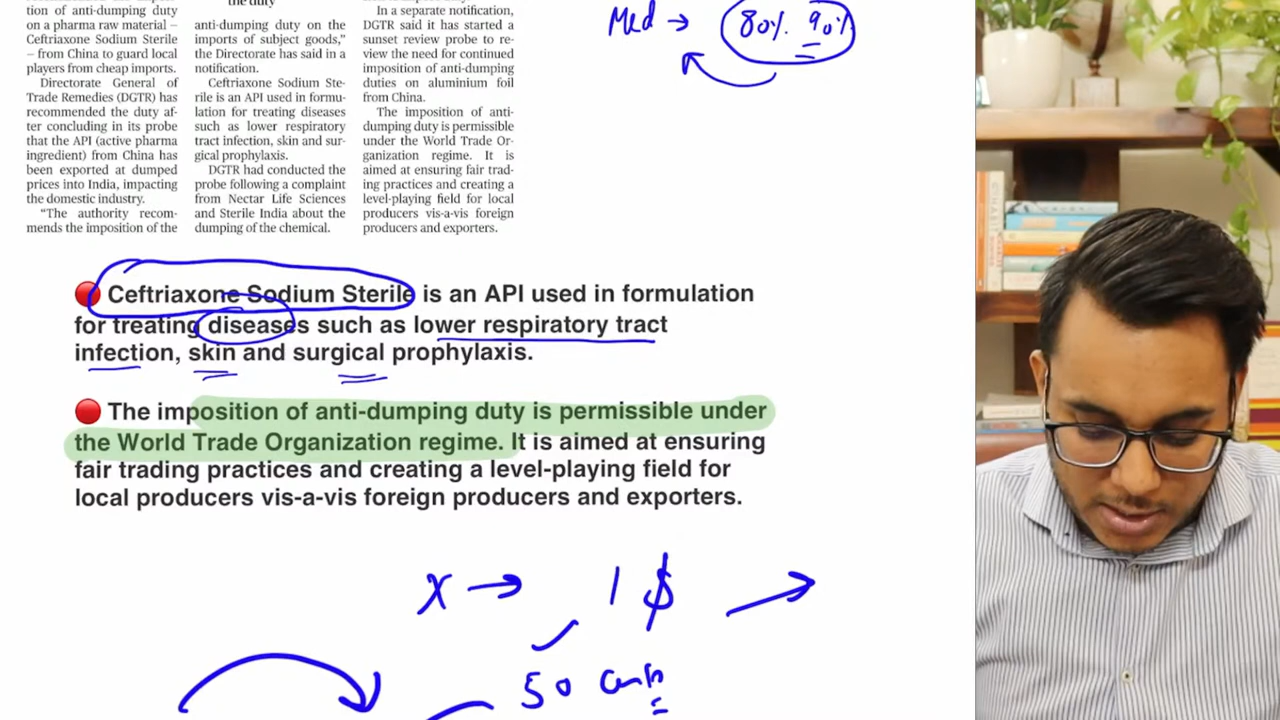 the duty
tion of anti-dumping duty
on a pharma raw material –
Ceftriaxone Sodium Sterile
– from China to guard local
players from cheap imports.
Directorate General of
Trade Remedies (DGTR) has
recommended the duty af-
ter concluding in its probe
that the API (active pharma
ingredient) from China has
been exported at dumped
prices into India, impacting
the domestic industry.
"The authority recom-
mends the imposition of the
anti-dumping duty on the
imports of subject goods,"
the Directorate has said in a
notification.
Ceftriaxone Sodium Ste-
rile is an API used in formu-
lation for treating diseases
such as lower respiratory
tract infection, skin and sur-
gical prophylaxis.
DGTR had conducted the
probe following a complaint
from Nectar Life Sciences
and Sterile India about the
dumping of the chemical.
a separate notification,
DGTR said it has started a
sunset review probe to re-
view the need for continued
imposition of anti-dumping
duties on aluminium foil
from China.
The imposition of anti-
dumping duty is permissible
under the World Trade Or-
ganization regime. It is
aimed at ensuring fair trad-
ing practices and creating a
level-playing field for local
producers vis-a-vis foreign
producers and exporters.
Med → 80%. 90%
Ceftriaxone Sodium Sterile is an API used in formulation
for treating diseases such as lower respiratory tract
infection, skin and surgical prophylaxis.
The imposition of anti-dumping duty is permissible under
the World Trade Organization regime. It is aimed at ensuring
fair trading practices and creating a level-playing field for
local producers vis-a-vis foreign producers and exporters.
X → 1 $ →
50